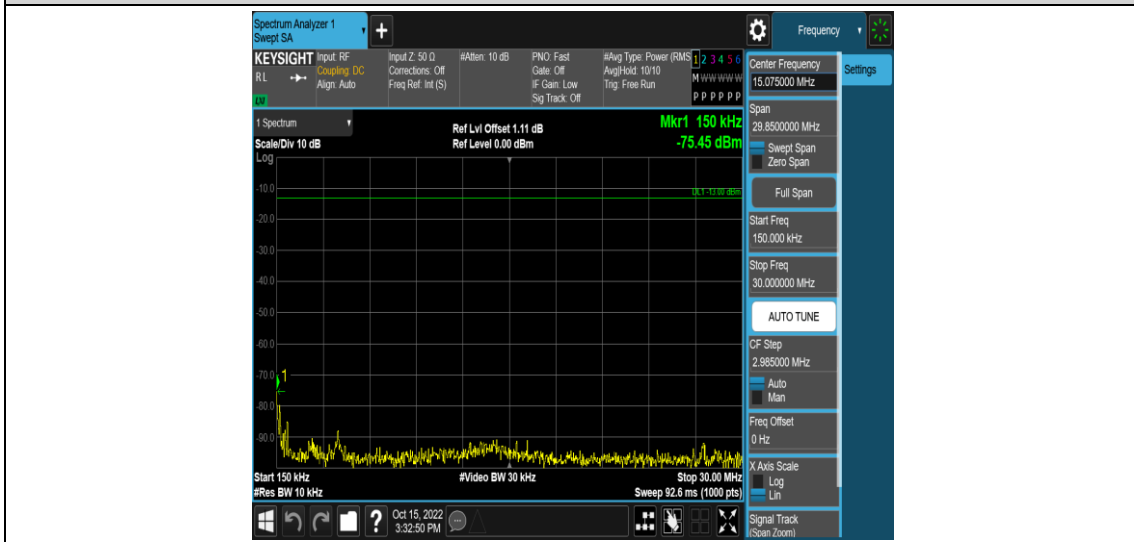 Spectrum Analyzer 1
Swept SA
+
Frequency
KEYSIGHT
RL
LXI
Input: RF
Coupling: DC
Align: Auto
Input Z: 50 Ω
Corrections: Off
Freq Ref: Int (S)
#Atten: 10 dB
PNO: Fast
Gate: Off
IF Gain: Low
Sig Track: Off
#Avg Type: Power (RMS
Avg|Hold: 10/10
Trig: Free Run
1 2 3 4 5 6
M W W W W W
P P P P P P
1 Spectrum
Scale/Div 10 dB
Ref Lvl Offset 1.11 dB
Ref Level 0.00 dBm
Mkr1 150 kHz
-75.45 dBm
Log
DL1 -13.00 dBm
-10.0
-20.0
-30.0
-40.0
-50.0
-60.0
-70.0
1
-80.0
-90.0
Start 150 kHz
#Video BW 30 kHz
Stop 30.00 MHz
#Res BW 10 kHz
Sweep 92.6 ms (1000 pts)
?
Oct 15, 2022
3:32:50 PM
Center Frequency
15.075000 MHz
Settings
Span
29.8500000 MHz
Swept Span
Zero Span
Full Span
Start Freq
150.000 kHz
Stop Freq
30.000000 MHz
AUTO TUNE
CF Step
2.985000 MHz
Auto
Man
Freq Offset
0 Hz
X Axis Scale
Log
Lin
Signal Track
(Span Zoom)